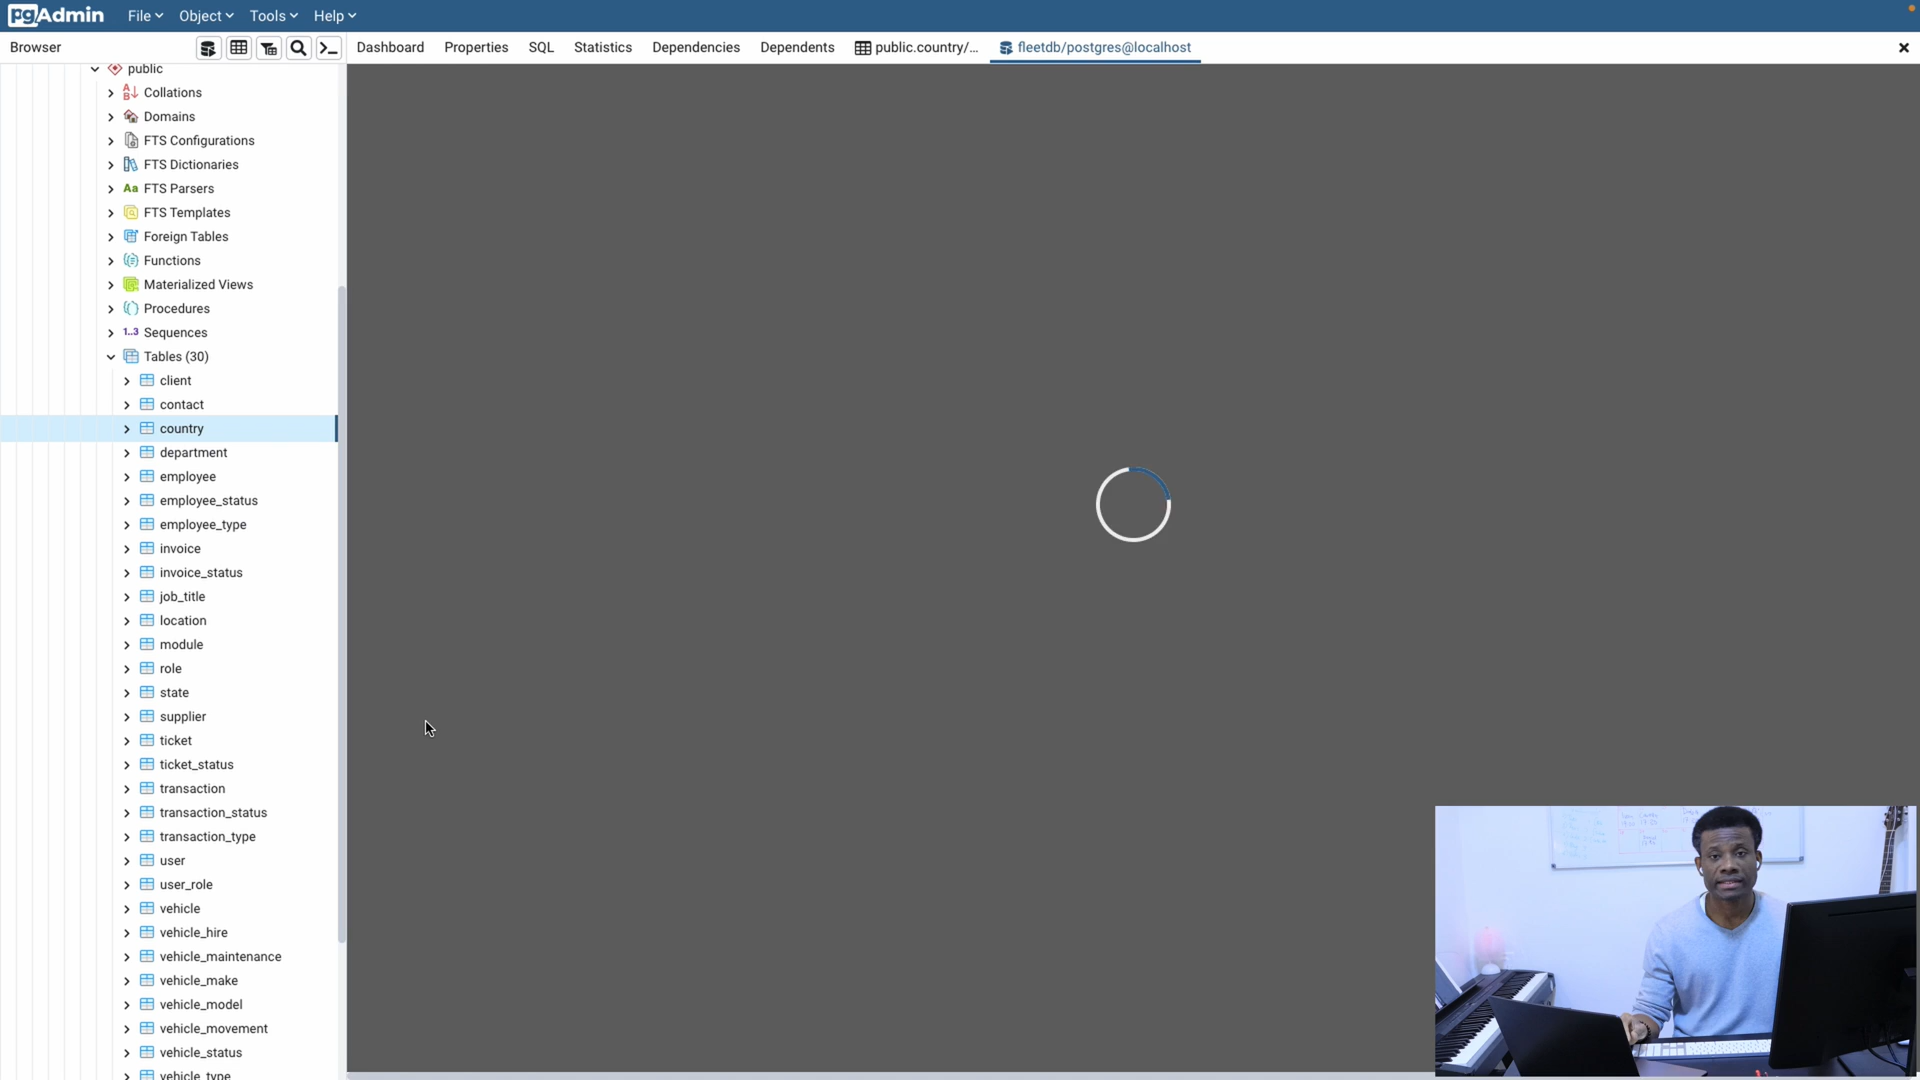 pgAdmin File Object Tools Help
Browser Dashboard Properties SQL Statistics Dependencies Dependents public.country/... fleetdb/postgres@localhost
public
Collations
Domains
FTS Configurations
FTS Dictionaries
Aa FTS Parsers
FTS Templates
Foreign Tables
Functions
Materialized Views
Procedures
1..3 Sequences
Tables (30)
client
contact
country
department
employee
employee_status
employee_type
invoice
invoice_status
job_title
location
module
role
state
supplier
ticket
ticket_status
transaction
transaction_status
transaction_type
user
user_role
vehicle
vehicle_hire
vehicle_maintenance
vehicle_make
vehicle_model
vehicle_movement
vehicle_status
vehicle_type